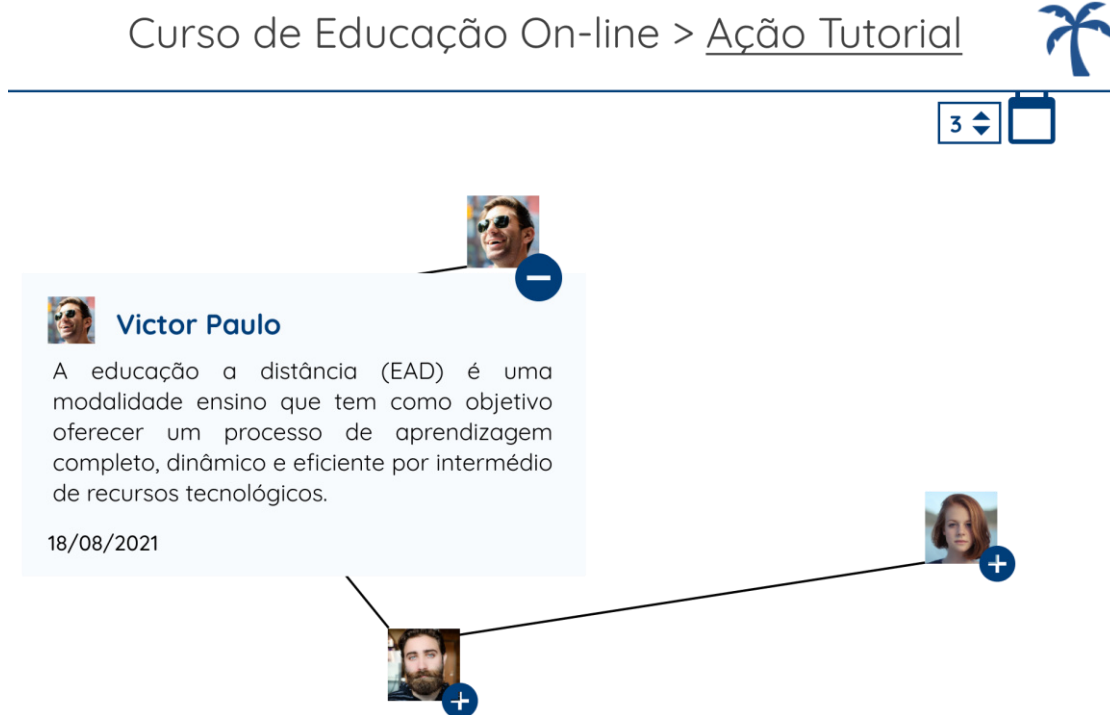 Curso de Educação On-line > Ação Tutorial
3
Victor Paulo
A educação a distância (EAD) é uma
modalidade ensino que tem como objetivo
oferecer um processo de aprendizagem
completo, dinâmico e eficiente por intermédio
de recursos tecnológicos.
18/08/2021